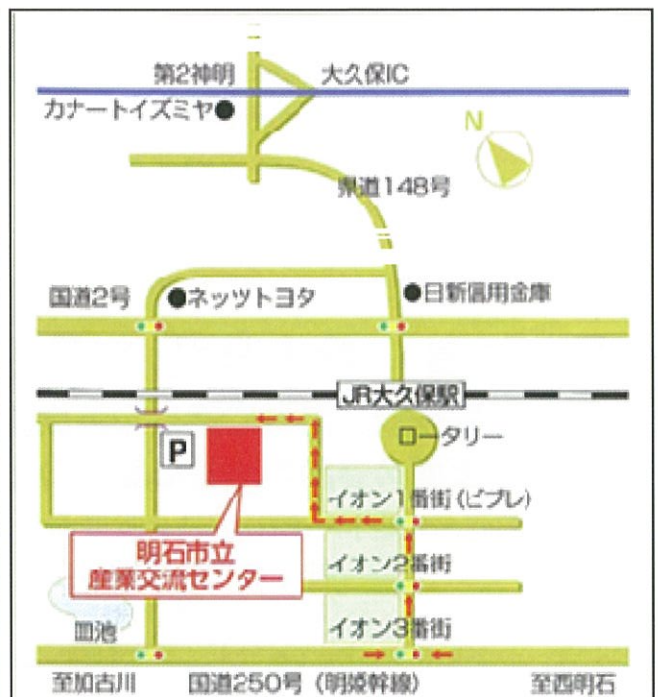 第2神明
大久保IC
カナートイズミヤ●
N
県道148号
国道2号
●ネッツトヨタ
●日新信用金庫
JR大久保駅
P
ロータリー
イオン1番街(ビブレ)
明石市立
産業交流センター
イオン2番街
皿池
イオン3番街
至加古川
国道250号(明姫幹線)
至西明石